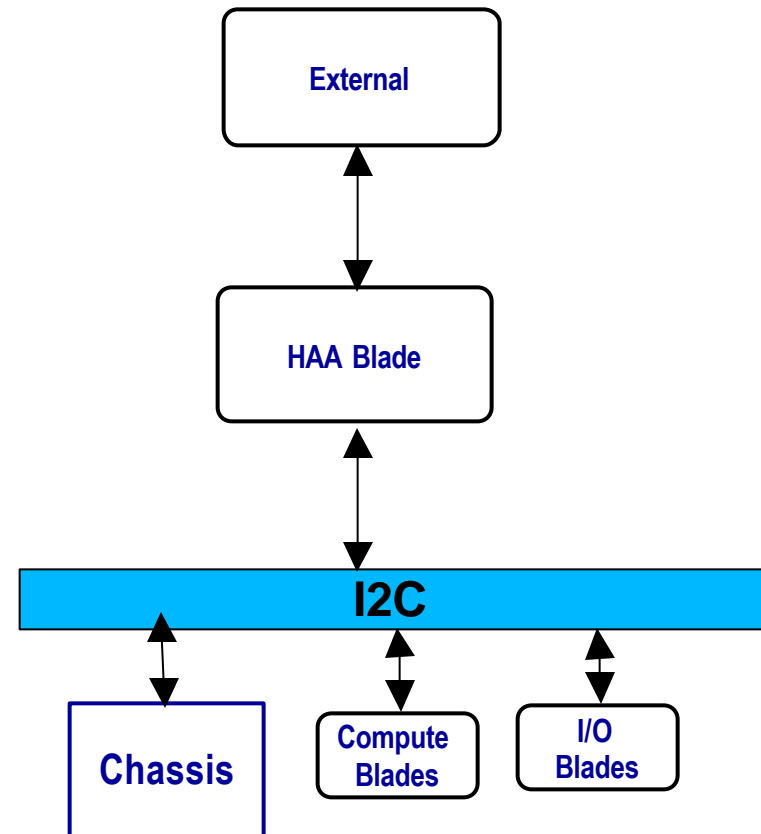 External
HAA Blade
I2C
Chassis
Compute
Blades
I/O
Blades